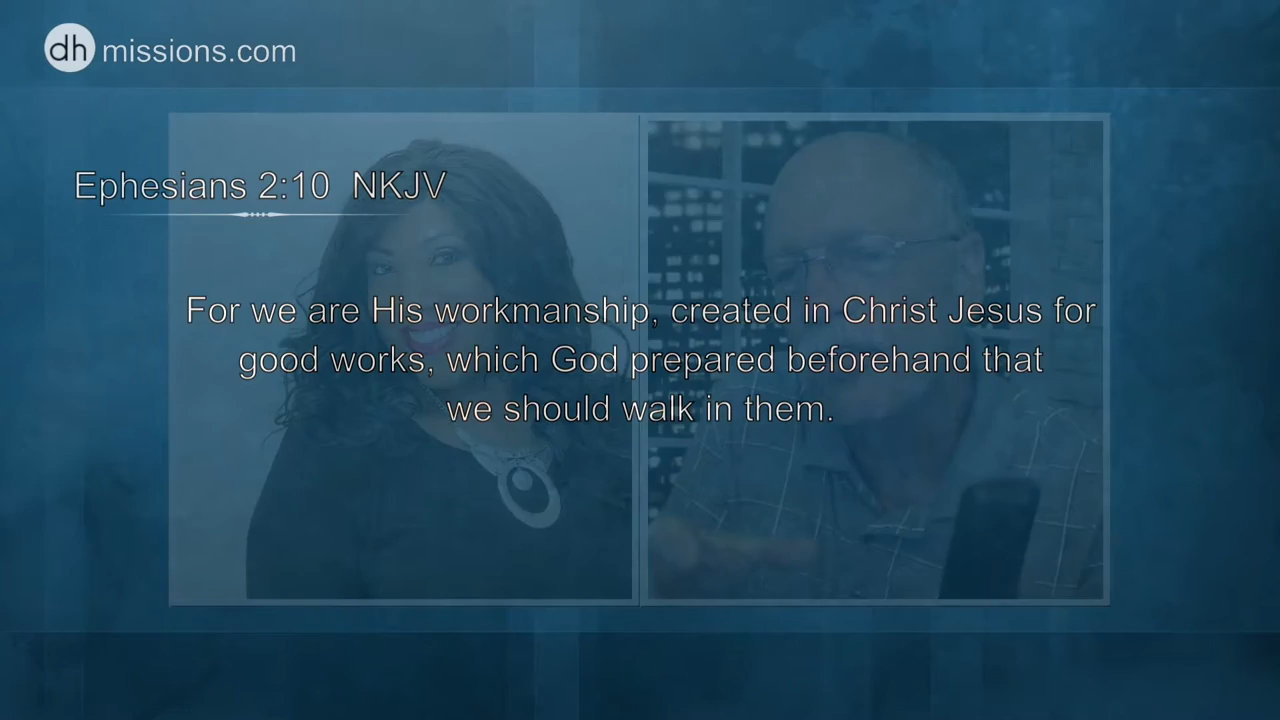 dh missions.com
Ephesians 2:10 NKJV
For we are His workmanship, created in Christ Jesus for
good works, which God prepared beforehand that
we should walk in them.